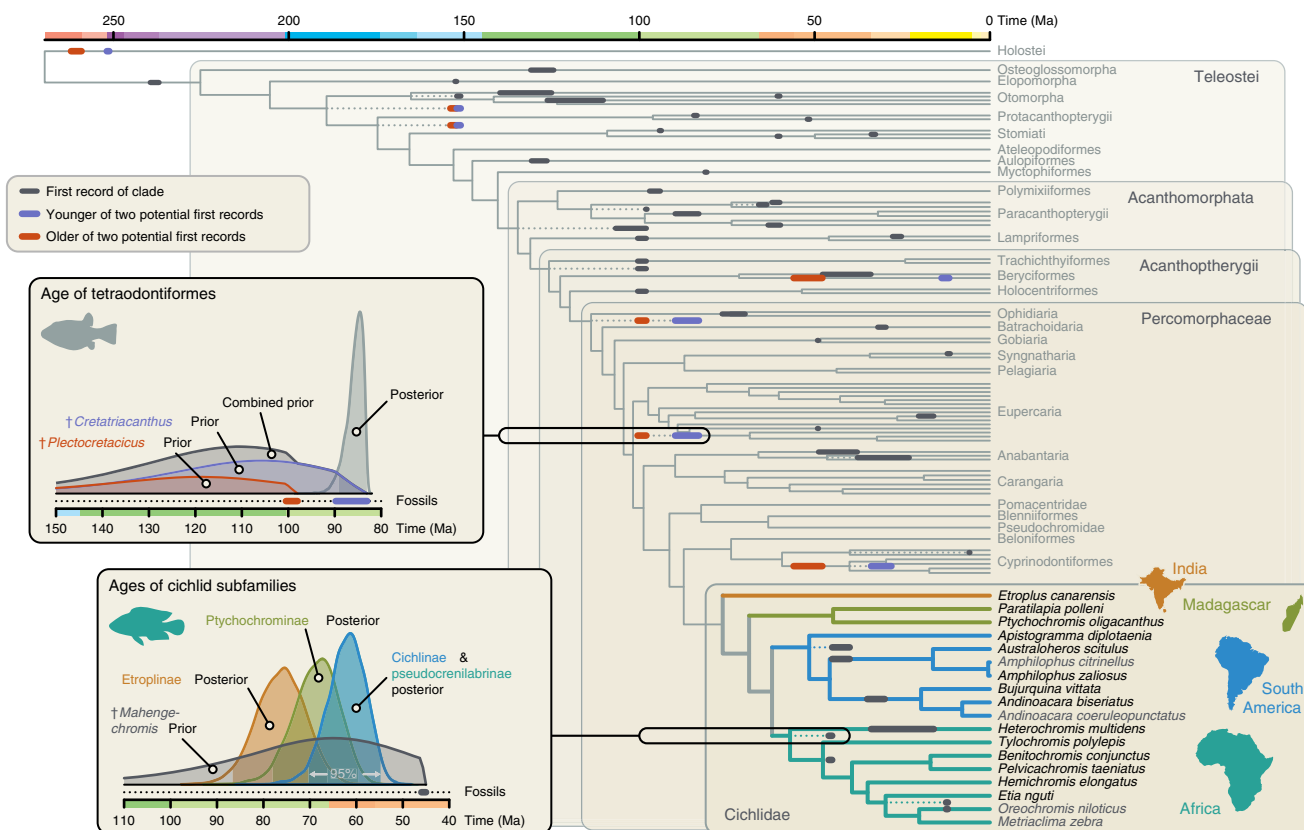 250 200 150 100 50 0 Time (Ma)
Holostei
Osteoglossomorpha
Teleostei
Elopomorpha
Otomorpha
Protacanthopterygii
Stomiati
Ateleopodiformes
Aulopiformes
Myctophiformes
First record of clade
Younger of two potential first records
Older of two potential first records
Polymixiiformes
Acanthomorphata
Paracanthopterygii
Lampriformes
Trachichthyiformes
Acanthoptherygii
Beryciformes
Holocentriformes
Ophidiaria
Percomorphaceae
Batrachoidaria
Gobiaria
Syngnatharia
Pelagiaria
Eupercaria
Anabantaria
Carangaria
Pomacentridae
Blenniiformes
Pseudochromidae
Beloniformes
Cyprinodontiformes
Age of tetraodontiformes
Posterior
Combined prior
Prior
†Cretatriacanthus
Prior
†Plectocretacicus
Fossils
150 140 130 120 110 100 90 80 Time (Ma)
Ages of cichlid subfamilies
Ptychochrominae
Posterior
Cichlinae &
pseudocrenilabrinae
posterior
Etroplinae
Posterior
†Mahenge-
chromis
Prior
95%
Fossils
110 100 90 80 70 60 50 40 Time (Ma)
India
Madagascar
South
America
Africa
Etroplus canarensis
Paratilapia polleni
Ptychochromis oligacanthus
Apistogramma diplotaenia
Australoheros scitulus
Amphilophus citrinellus
Amphilophus zaliosus
Bujurquina vittata
Andinoacara biseriatus
Andinoacara coeruleopunctatus
Heterochromis multidens
Tylochromis polylepis
Benitochromis conjunctus
Pelvicachromis taeniatus
Hemichromis elongatus
Etia nguti
Oreochromis niloticus
Metriaclima zebra
Cichlidae